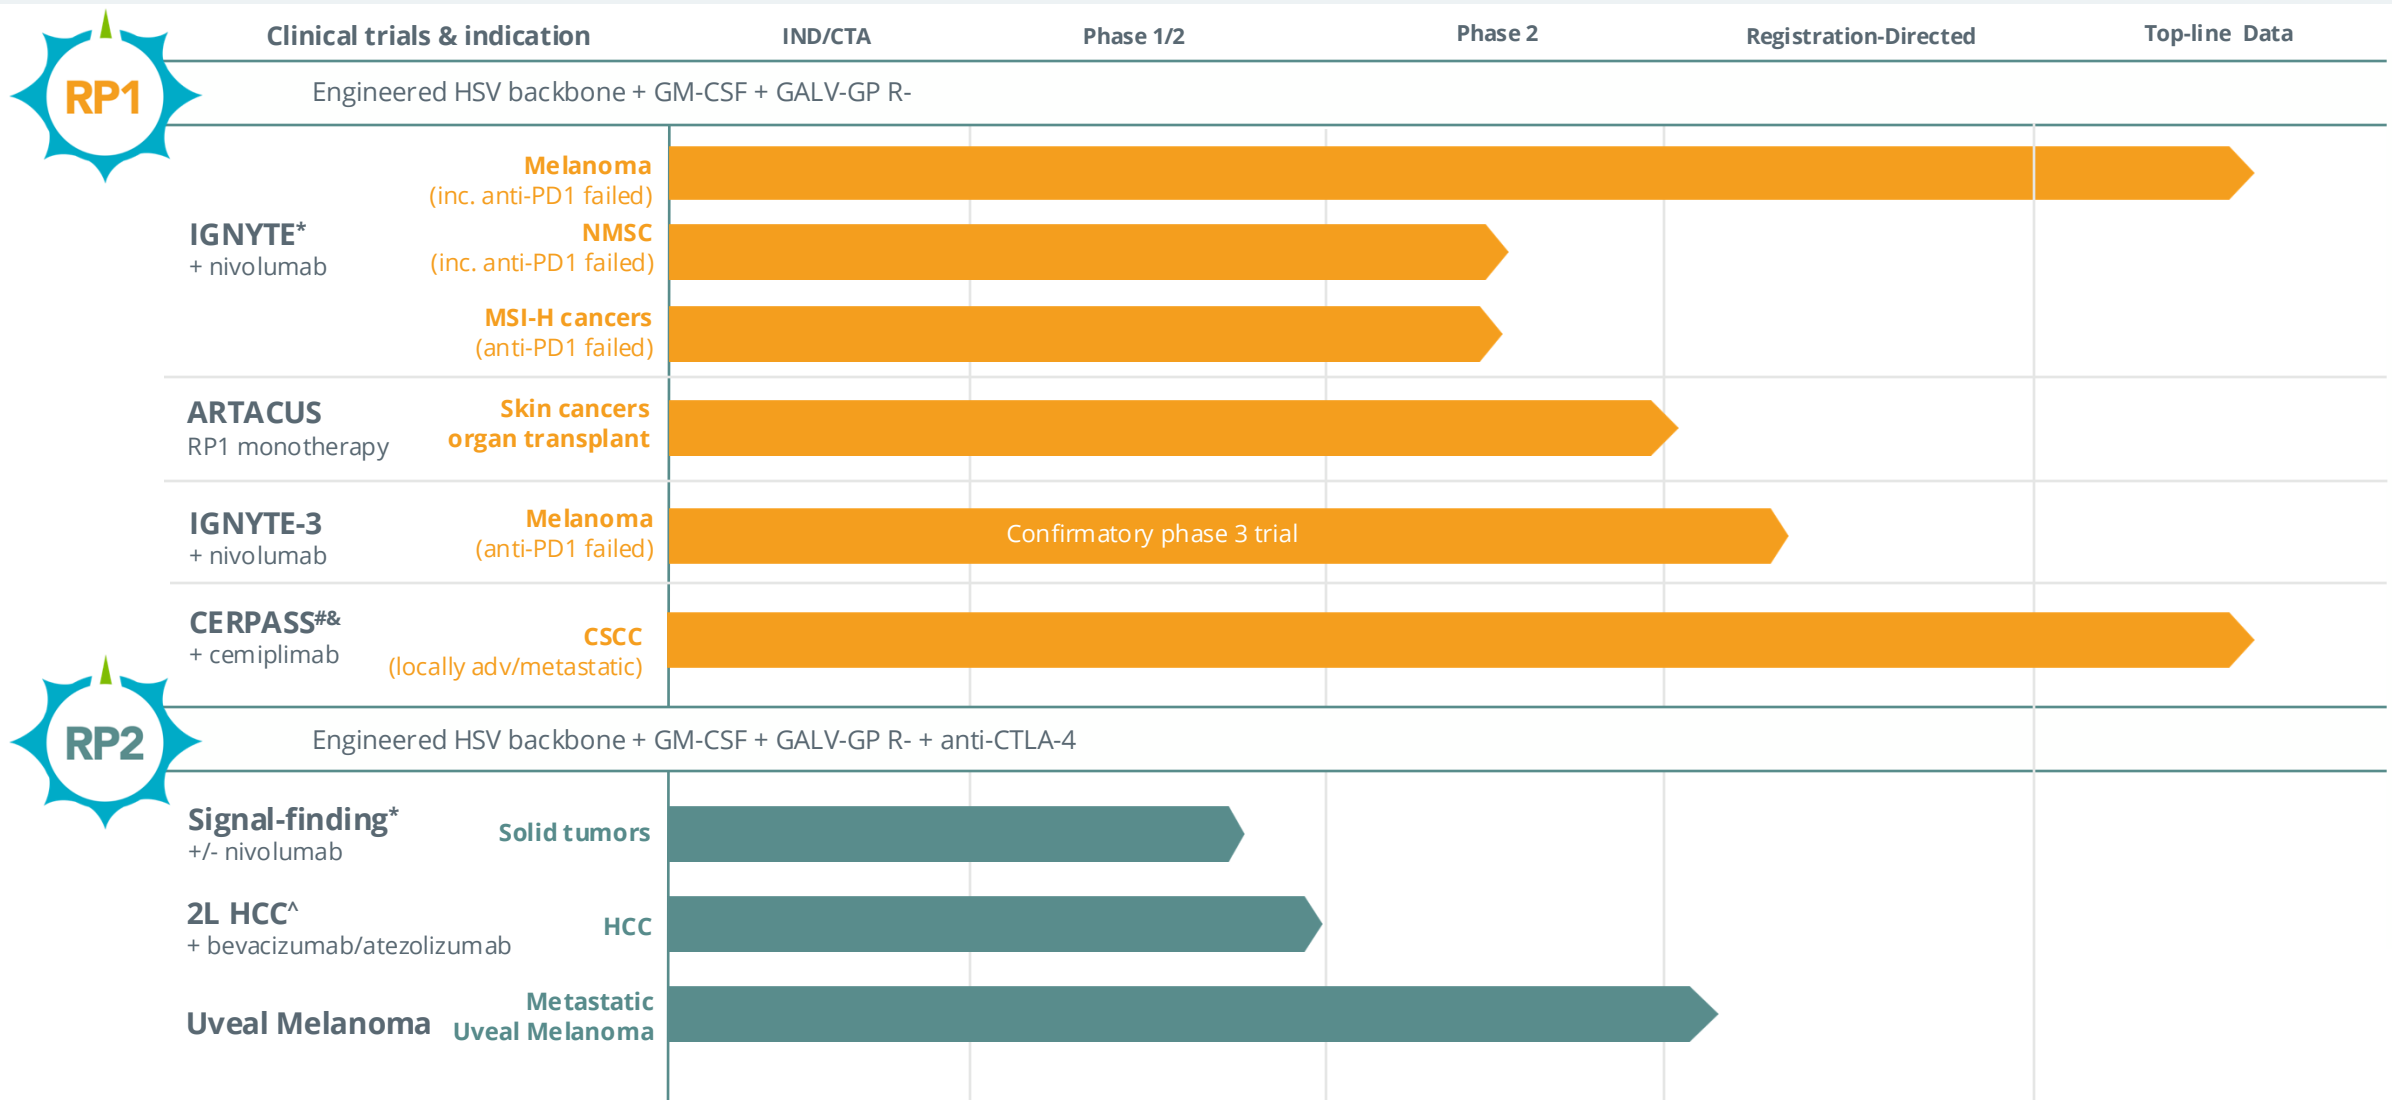 Clinical trials & indication IND/CTA Phase 1/2 Phase 2 Registration-Directed Top-line Data
RP1
Engineered HSV backbone + GM-CSF + GALV-GP R-
Melanoma
(inc. anti-PD1 failed)
IGNYTE*
+ nivolumab
NMSC
(inc. anti-PD1 failed)
MSI-H cancers
(anti-PD1 failed)
ARTACUS
RP1 monotherapy
Skin cancers
organ transplant
IGNYTE-3
+ nivolumab
Melanoma
(anti-PD1 failed)
Confirmatory phase 3 trial
CERPASS#&
+ cemiplimab
CSCC
(locally adv/metastatic)
RP2
Engineered HSV backbone + GM-CSF + GALV-GP R- + anti-CTLA-4
Signal-finding*
+/- nivolumab
Solid tumors
2L HCC^
+ bevacizumab/atezolizumab
HCC
Uveal Melanoma
Metastatic
Uveal Melanoma